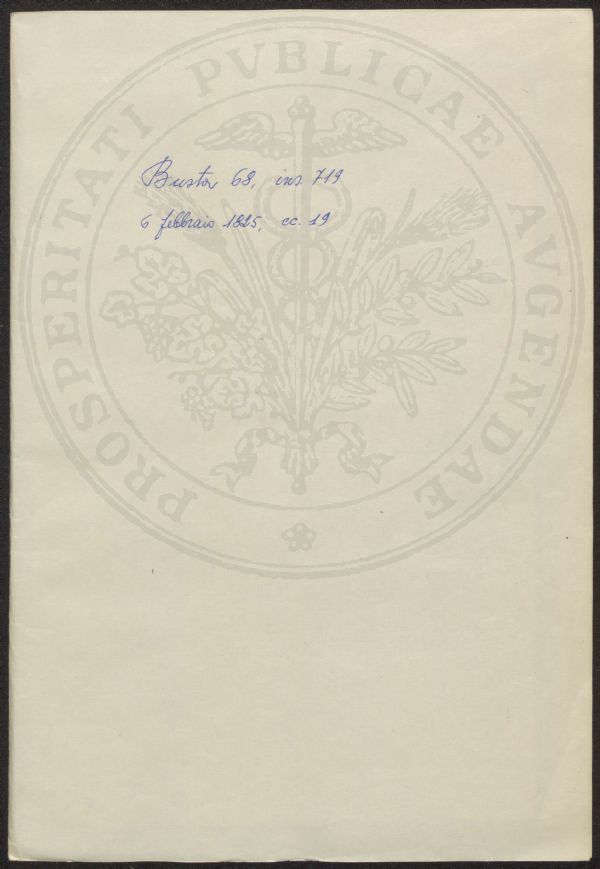 PROSPERITATI PVBLICAE AVGENDAE
Busta 68, ins 719
6 febbraio 1825, cc. 19